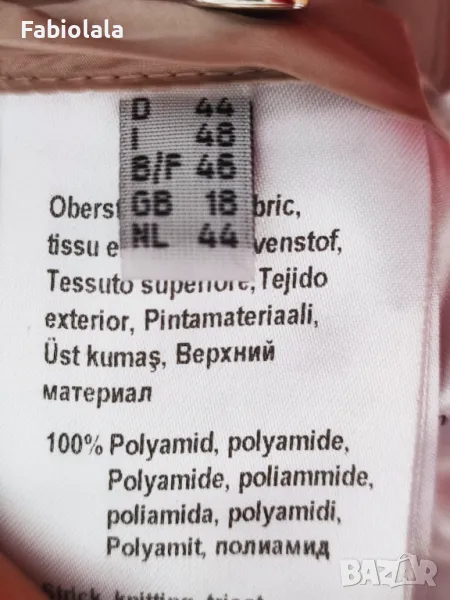 Fabiolala
D 44
I 48
B/F 46
GB 18
NL 44
bric,
tissu venstof,
Tessuto superiore, Tejido
exterior, Pintamateriaali,
Üst kumaş, Верхний
материал
100% Polyamid, polyamide,
Polyamide, poliammide,
poliamida, polyamidi,
Polyamit, полиамид
BAZAR